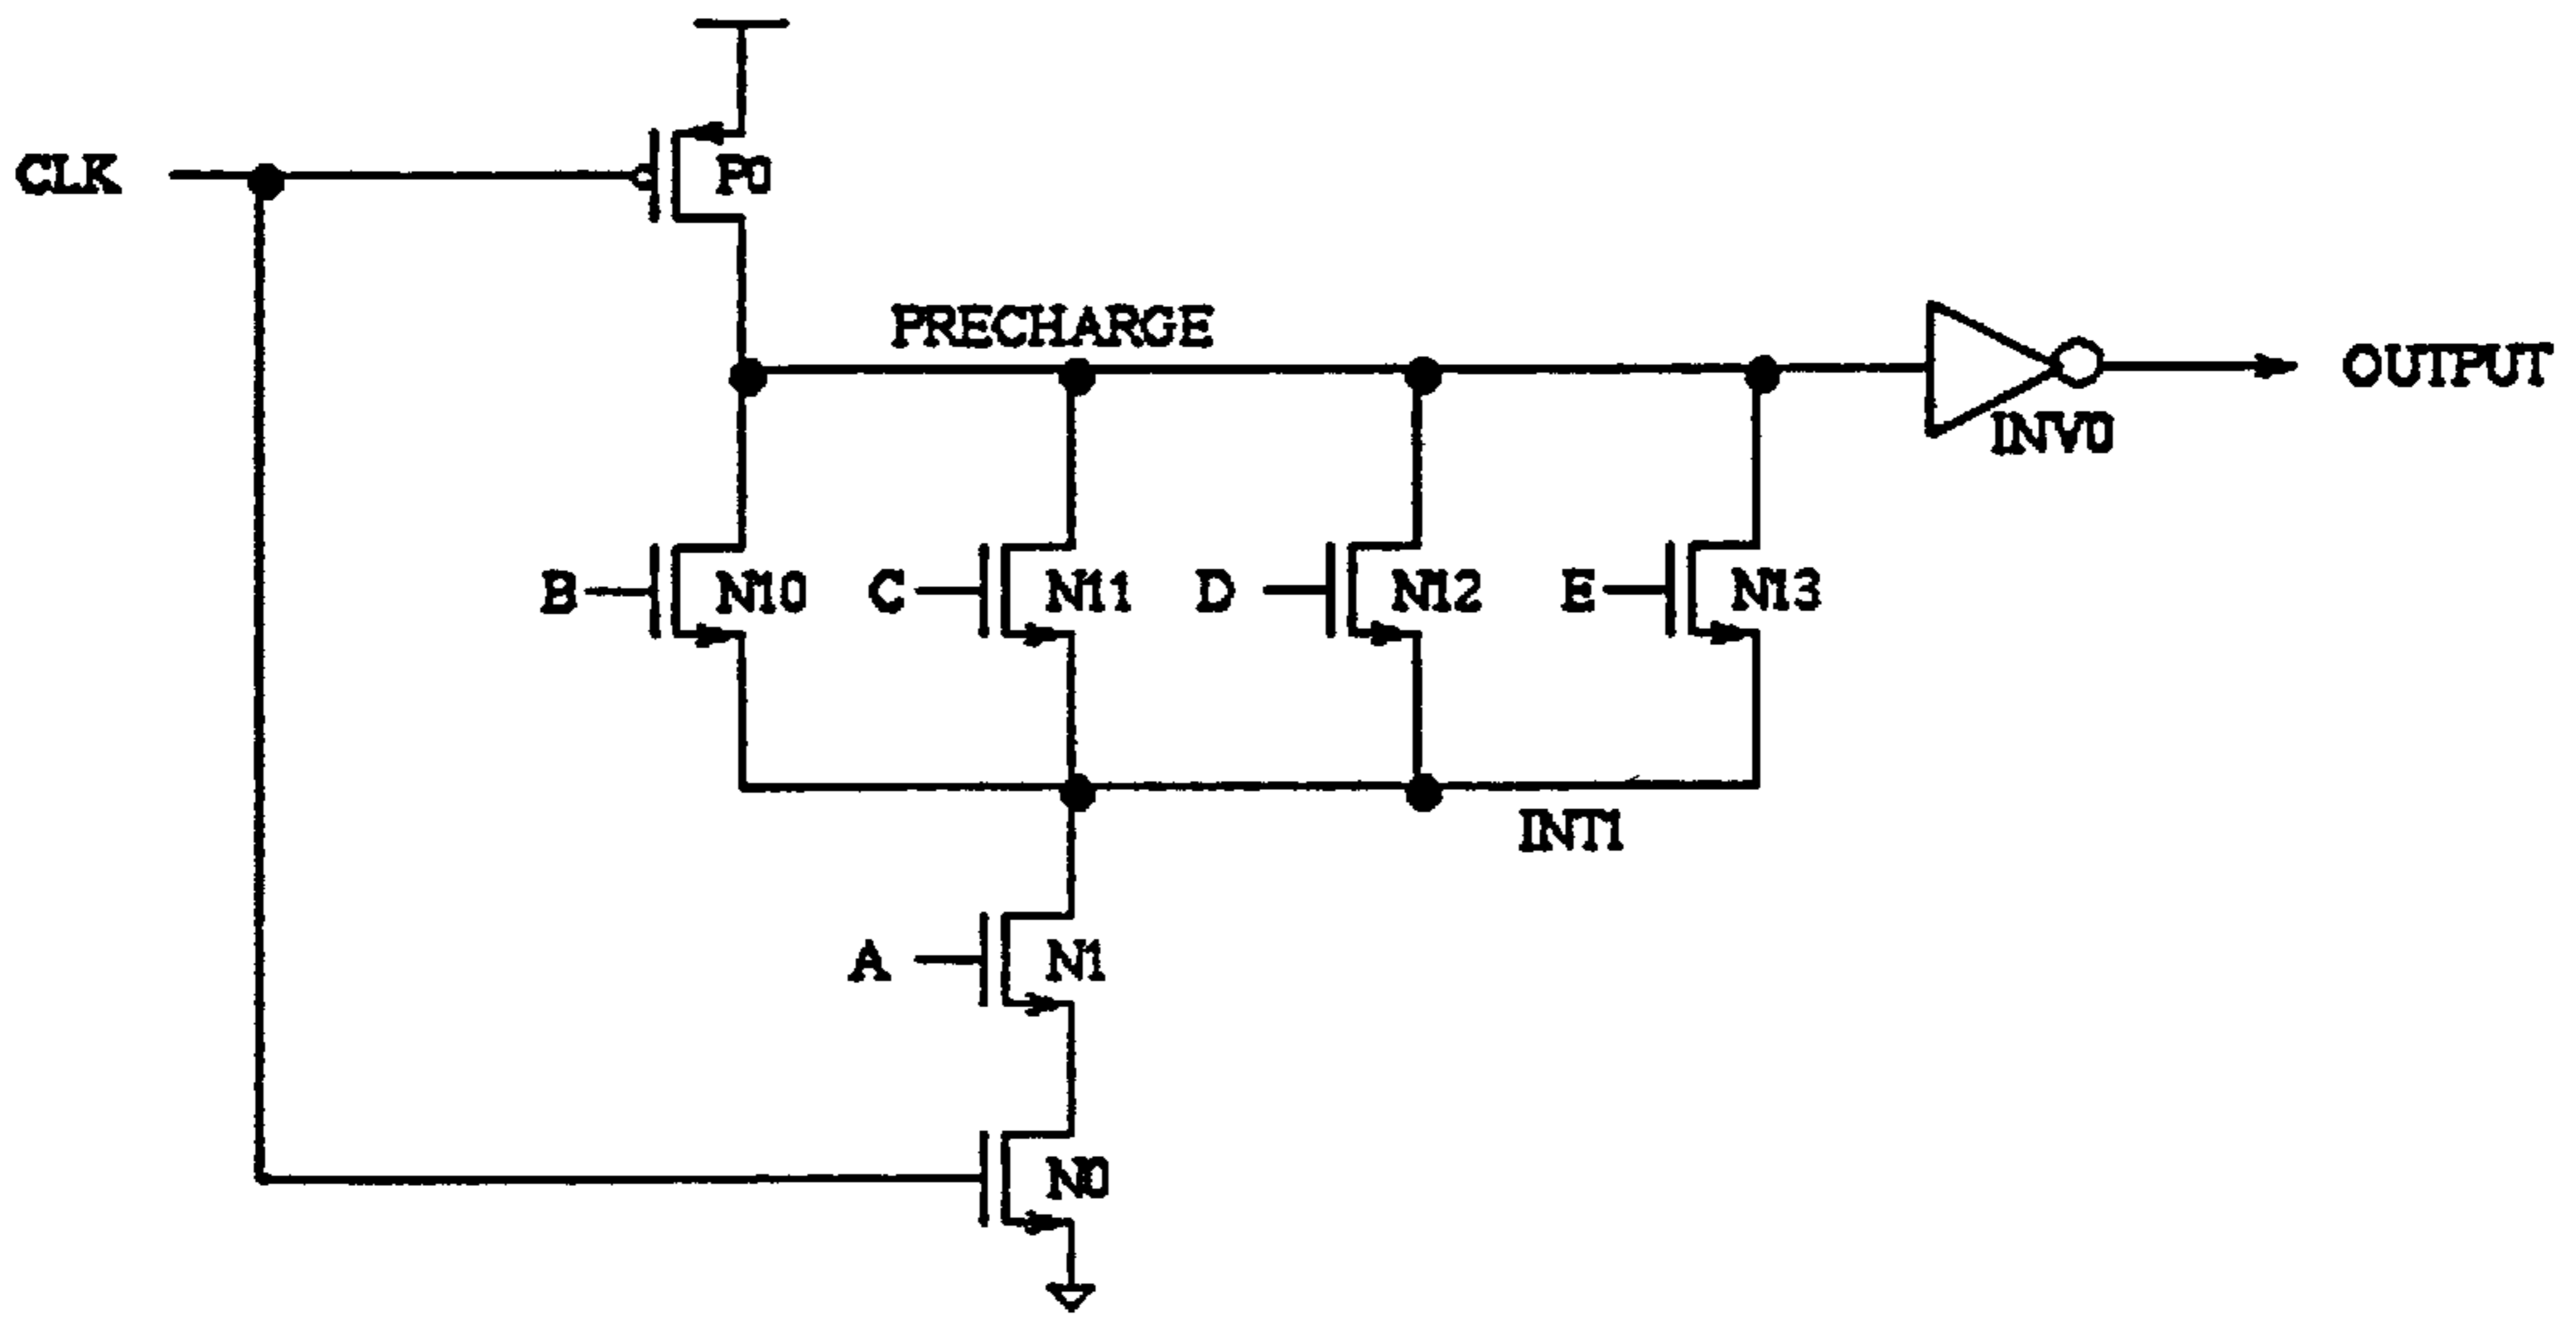 CLK
P0
PRECHARGE
OUTPUT
INV0
B N10 C N11 D N12 E N13
INT1
A N1
N0